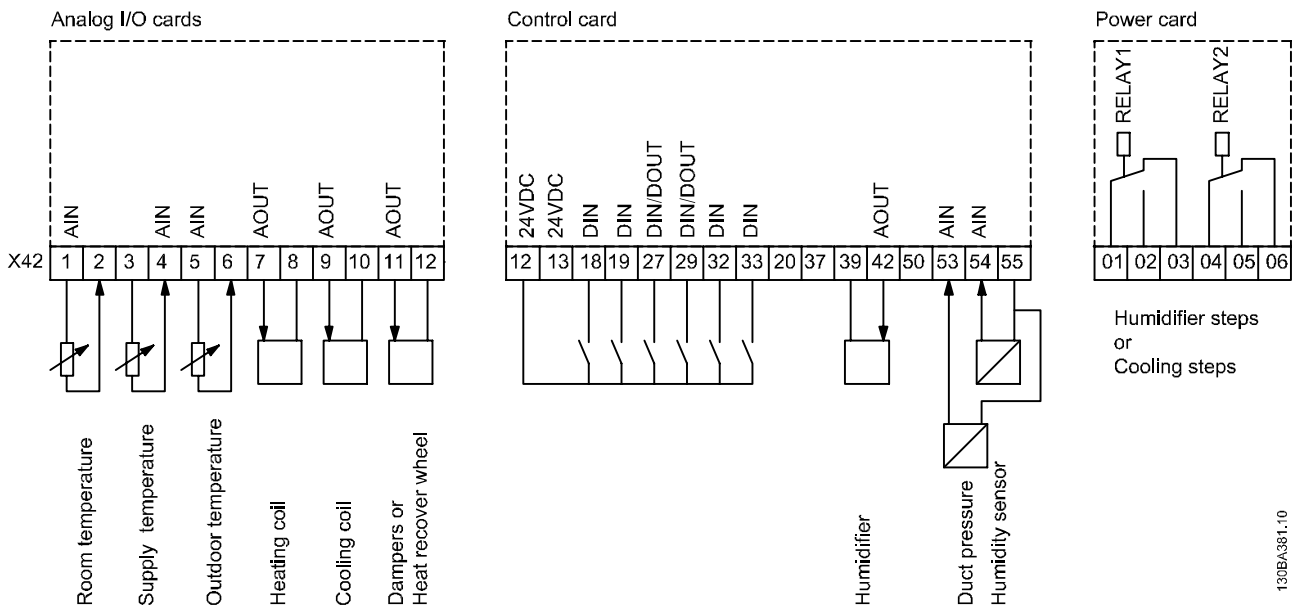 Analog I/O cards
Control card
Power card
RELAY1
RELAY2
AIN
AIN
AIN
AOUT
AOUT
AOUT
24VDC
24VDC
DIN
DIN
DIN/DOUT
DIN/DOUT
DIN
DIN
AOUT
AIN
AIN
X42 1 2 3 4 5 6 7 8 9 10 11 12
12 13 18 19 27 29 32 33 20 37 39 42 50 53 54 55
01 02 03 04 05 06
Humidifier steps
or
Cooling steps
Room temperature
Supply temperature
Outdoor temperature
Heating coil
Cooling coil
Dampers or
Heat recover wheel
Humidifier
Duct pressure
Humidity sensor
130BA381.10